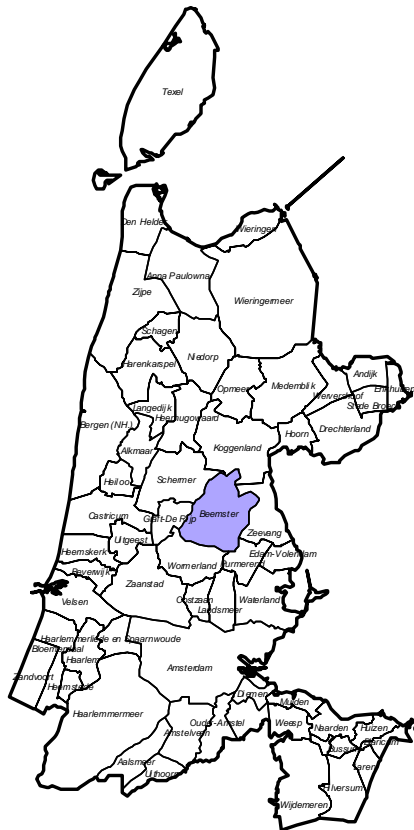 Texel
Den Helder
Wieringen
Anna Paulowna
Zijpe
Wieringermeer
Schagen
Niedorp
Harenkarspel
Andijk
Opmeer
Medemblik
Enkhuizen
Wervershoof
Stede Broec
Langedijk
Heerhugowaard
Bergen (NH.)
Drechterland
Hoorn
Koggenland
Alkmaar
Heiloo
Schermer
Castricum
Graft-De Rijp
Beemster
Zeevang
Uitgeest
Heemskerk
Edam-Volendam
Wormerland
Purmerend
Beverwijk
Zaanstad
Velsen
Oostzaan
Waterland
Landsmeer
Haarlemmerliede en Spaarnwoude
Bloemendaal
Haarlem
Amsterdam
Zandvoort
Heemstede
Diemen
Muiden
Haarlemmermeer
Ouder-Amstel
Weesp
Naarden
Huizen
Amstelveen
Bussum
Blaricum
Aalsmeer
Laren
Uithoorn
Hilversum
Wijdemeren